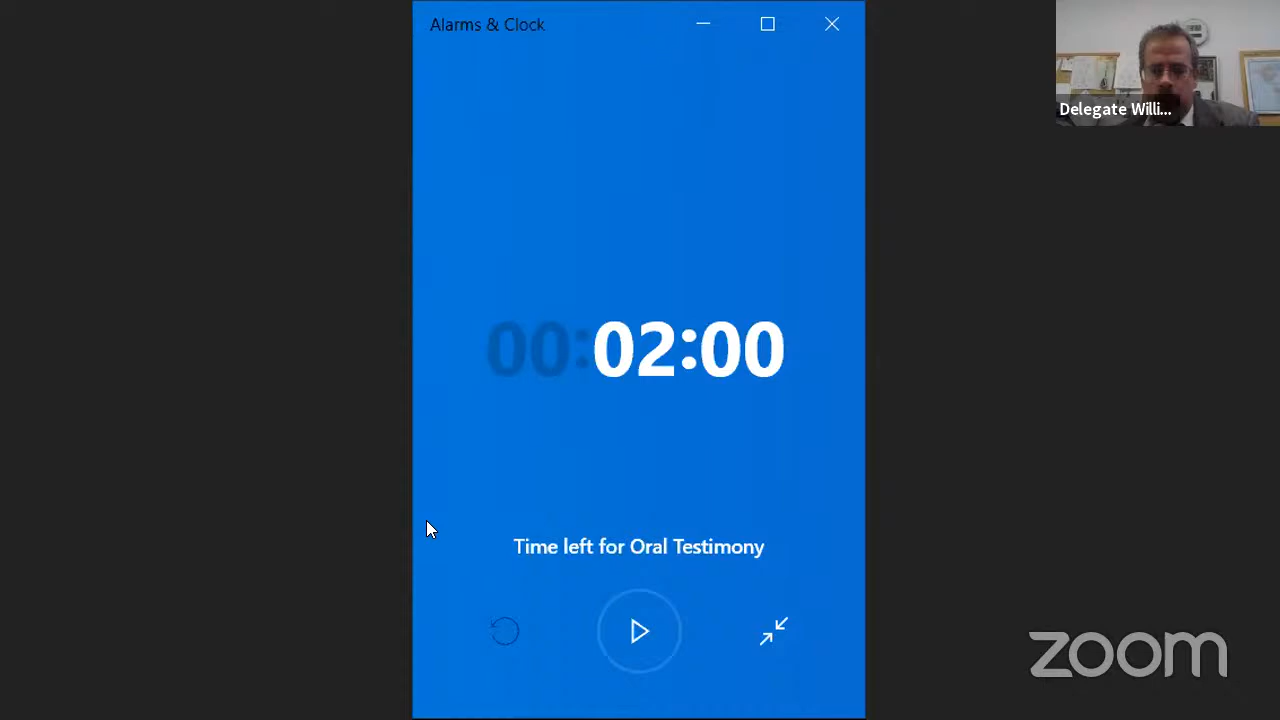 Alarms & Clock
Delegate Willi...
00:02:00
Time left for Oral Testimony
zoom